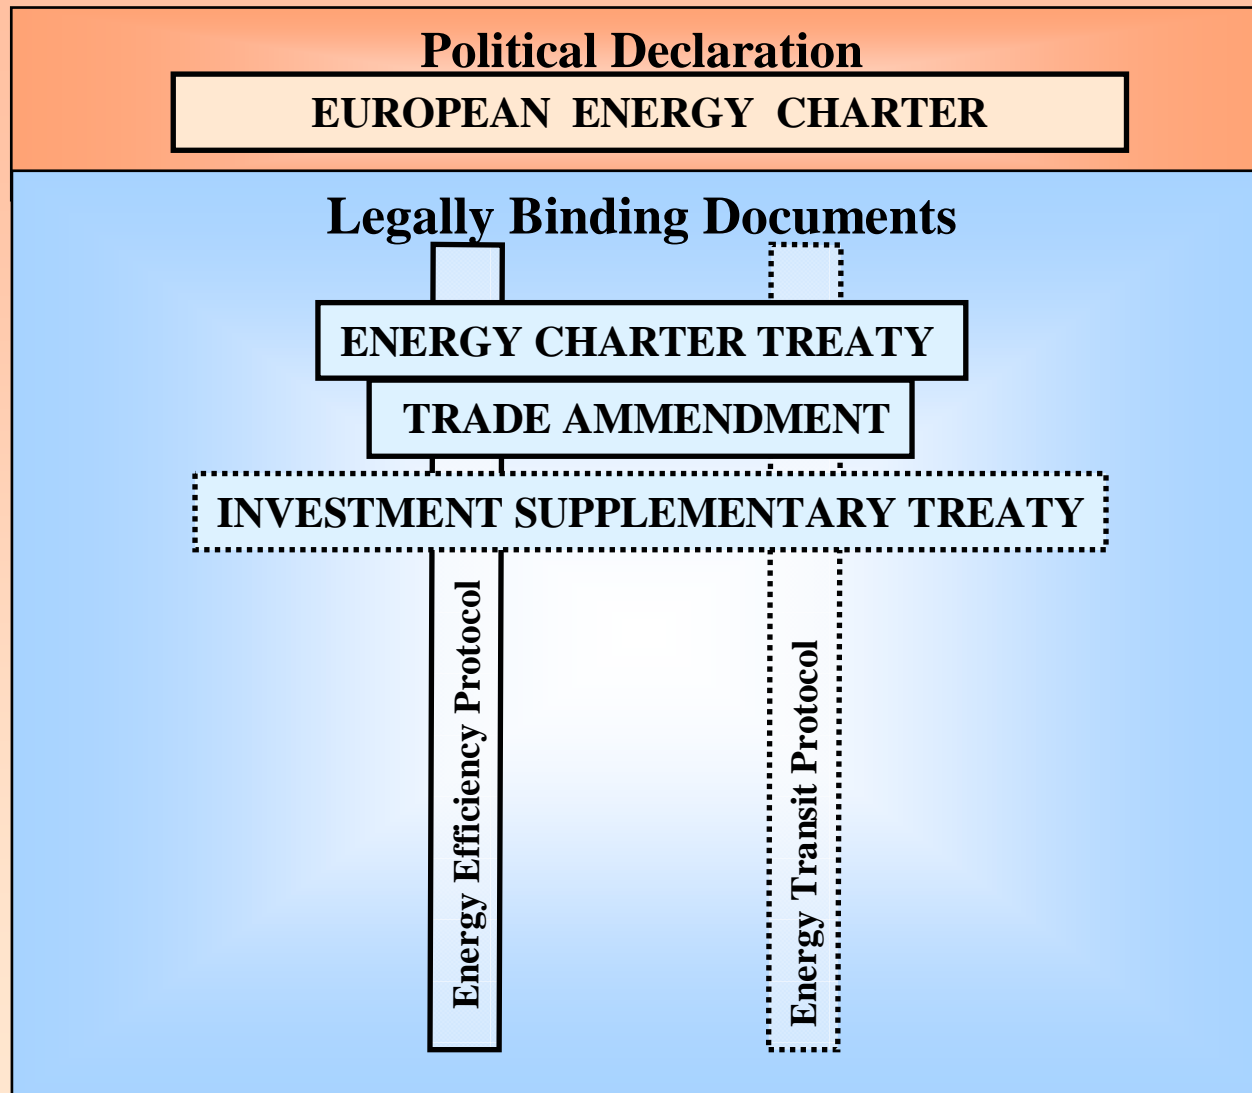 Political Declaration
EUROPEAN ENERGY CHARTER
Legally Binding Documents
ENERGY CHARTER TREATY
TRADE AMMENDMENT
INVESTMENT SUPPLEMENTARY TREATY
Energy Efficiency Protocol
Energy Transit Protocol